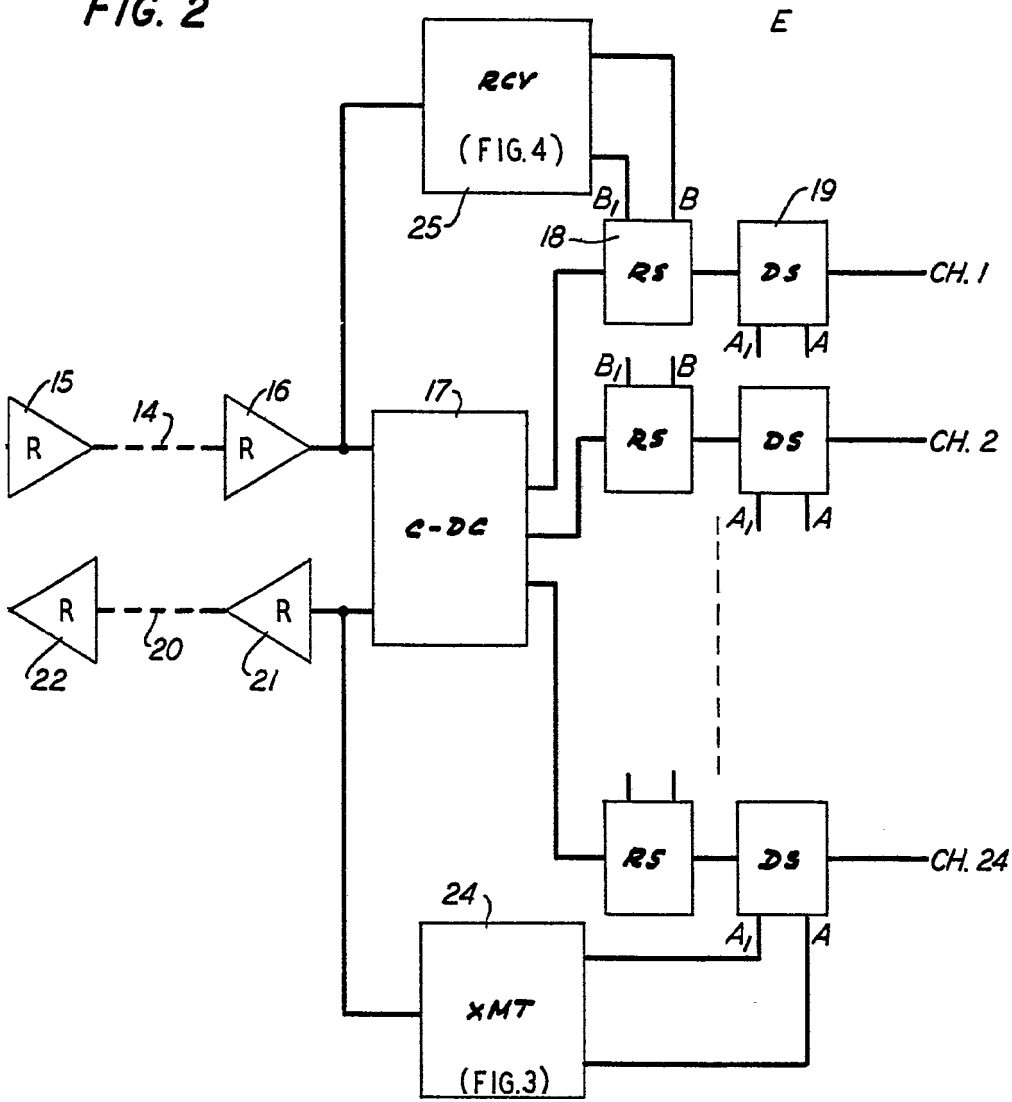 FIG. 2
E
RCV
(FIG. 4)
25
B₁ B
18
19
RS
DS
CH. 1
A₁ A
B₁ B
15
14
16
17
R
R
RS
DS
CH. 2
A₁ A
C-DC
R
R
22
20
21
24
RS
DS
CH. 24
A₁ A
XMT
(FIG.3)